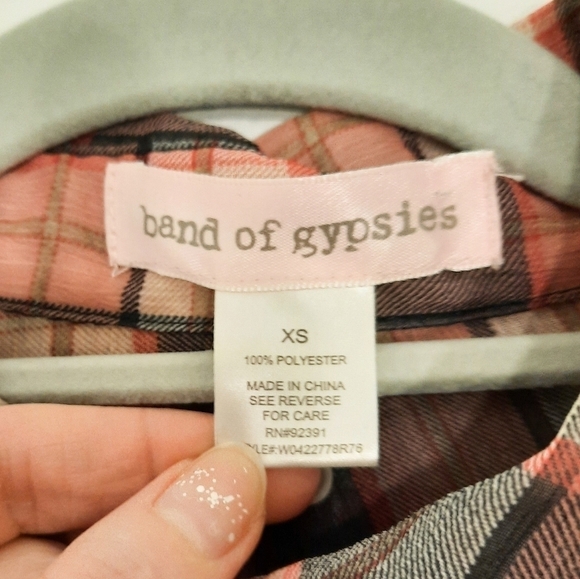 band of gypsies
XS
100% POLYESTER
MADE IN CHINA
SEE REVERSE
FOR CARE
RN#92391
YLE#:W0422778R76